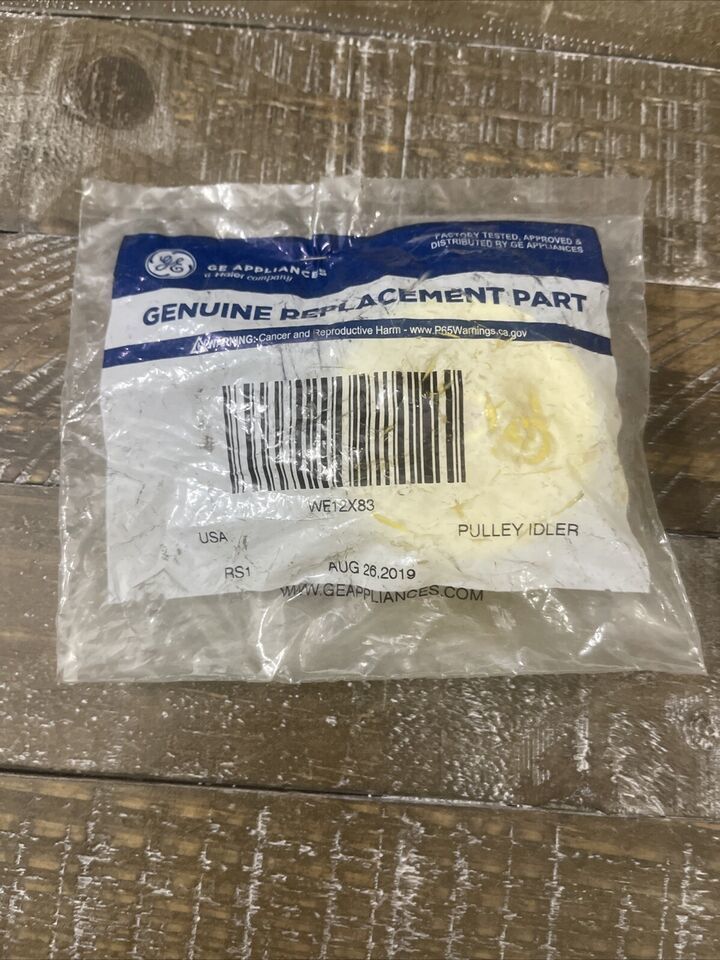 GE APPLIANCES
a Haier company
FACTORY TESTED, APPROVED &
DISTRIBUTED BY GE APPLIANCES
GENUINE REPLACEMENT PART
WARNING: Cancer and Reproductive Harm - www.P65Warnings.ca.gov
WE12X83
USA
PULLEY IDLER
RS1
AUG 26,2019
WWW.GEAPPLIANCES.COM